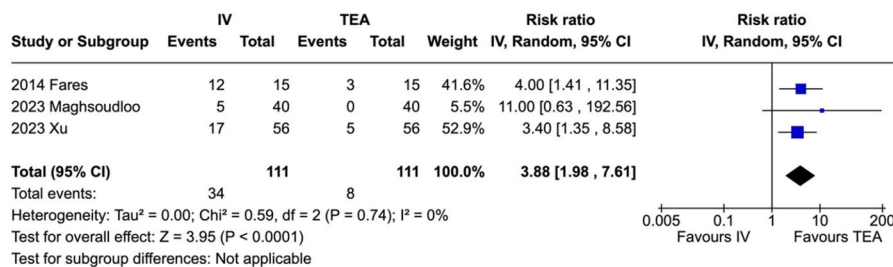 IV TEA Risk ratio Risk ratio
Study or Subgroup Events Total Events Total Weight IV, Random, 95% CI IV, Random, 95% CI
2014 Fares 12 15 3 15 41.6% 4.00 [1.41 , 11.35]
2023 Maghsoudloo 5 40 0 40 5.5% 11.00 [0.63 , 192.56]
2023 Xu 17 56 5 56 52.9% 3.40 [1.35 , 8.58]
Total (95% CI) 111 111 100.0% 3.88 [1.98 , 7.61]
Total events: 34 8
Heterogeneity: Tau² = 0.00; Chi² = 0.59, df = 2 (P = 0.74); I² = 0%
Test for overall effect: Z = 3.95 (P < 0.0001)
Test for subgroup differences: Not applicable
0.005 0.1 1 10 200
Favours IV Favours TEA